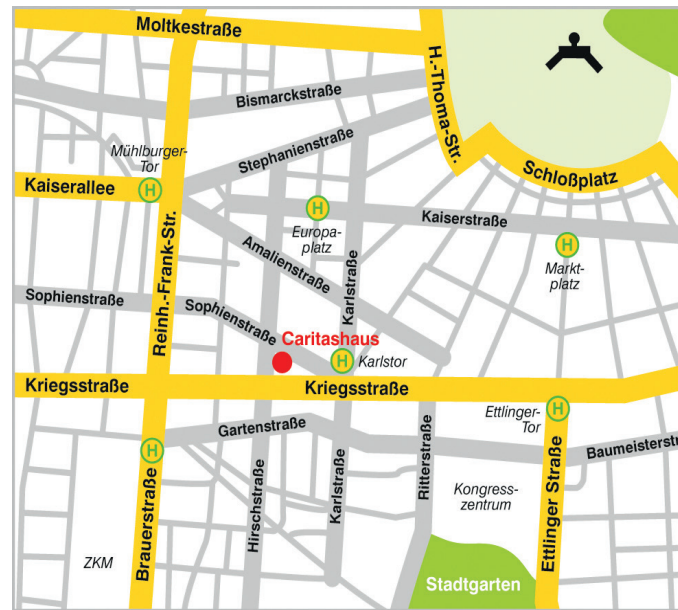 Moltkestraße
H.-Thoma-Str.
Bismarckstraße
Stephanienstraße
Mühlburger-
Tor
Schloßplatz
Kaiserallee
H
H
Kaiserstraße
Reinh.-Frank-Str.
Europa-
platz
Amalienstraße
Karlstraße
H
Markt-
platz
Sophienstraße
Sophienstraße
Caritashaus
H
Karlstor
Kriegsstraße
Kriegsstraße
Ettlinger-
Tor
H
Gartenstraße
H
Baumeisterstr
Brauerstraße
Hirschstraße
Karlstraße
Ritterstraße
Kongress-
zentrum
Ettlinger Straße
ZKM
Stadtgarten